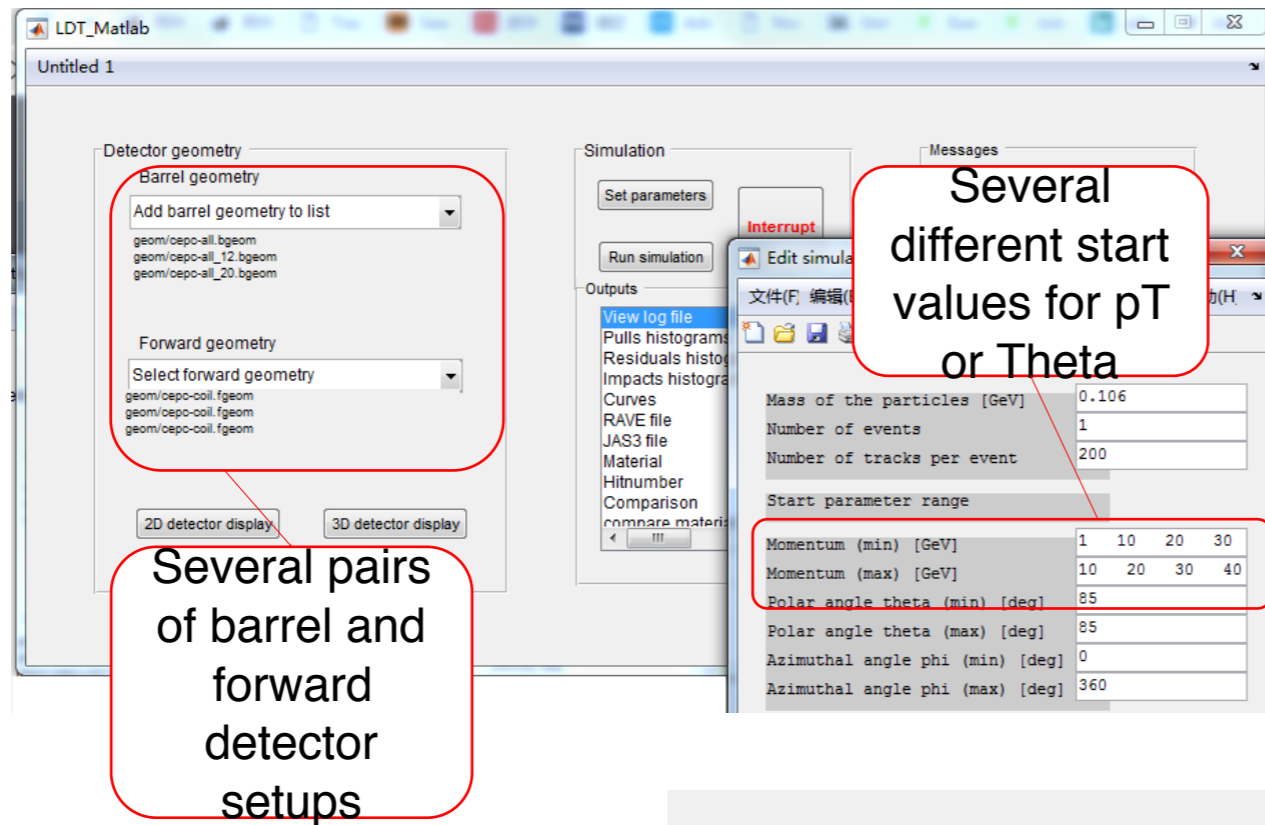 LDT_Matlab
Untitled 1
Detector geometry
Barrel geometry
Add barrel geometry to list
geom/cepc-all.bgeom
geom/cepc-all_12.bgeom
geom/cepc-all_20.bgeom
Forward geometry
Select forward geometry
geom/cepc-coil.fgeom
geom/cepc-coil.fgeom
geom/cepc-coil.fgeom
2D detector display
3D detector display
Several pairs
of barrel and
forward
detector
setups
Simulation
Set parameters
Interrupt
Run simulation
Outputs
View log file
Pulls histograms
Residuals histog
Impacts histogra
Curves
RAVE file
JAS3 file
Material
Hitnumber
Comparison
compare materia
Messages
Several
different start
values for pT
or Theta
Edit simula
文件(F) 编辑(E 助(H)
Mass of the particles [GeV] 0.106
Number of events 1
Number of tracks per event 200
Start parameter range
Momentum (min) [GeV] 1 10 20 30
Momentum (max) [GeV] 10 20 30 40
Polar angle theta (min) [deg] 85
Polar angle theta (max) [deg] 85
Azimuthal angle phi (min) [deg] 0
Azimuthal angle phi (max) [deg] 360